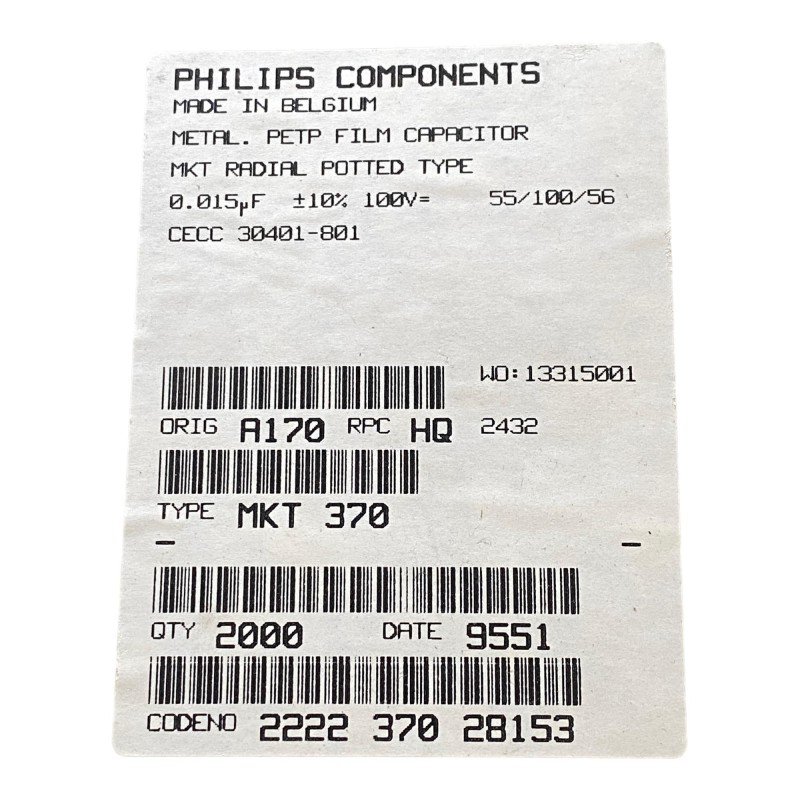 PHILIPS COMPONENTS
MADE IN BELGIUM
METAL. PETP FILM CAPACITOR
MKT RADIAL POTTED TYPE
0.015µF ±10% 100V= 55/100/56
CECC 30401-801
WO:13315001
ORIG A170 RPC HQ 2432
TYPE MKT 370
– –
QTY 2000 DATE 9551
CODENO 2222 370 28153